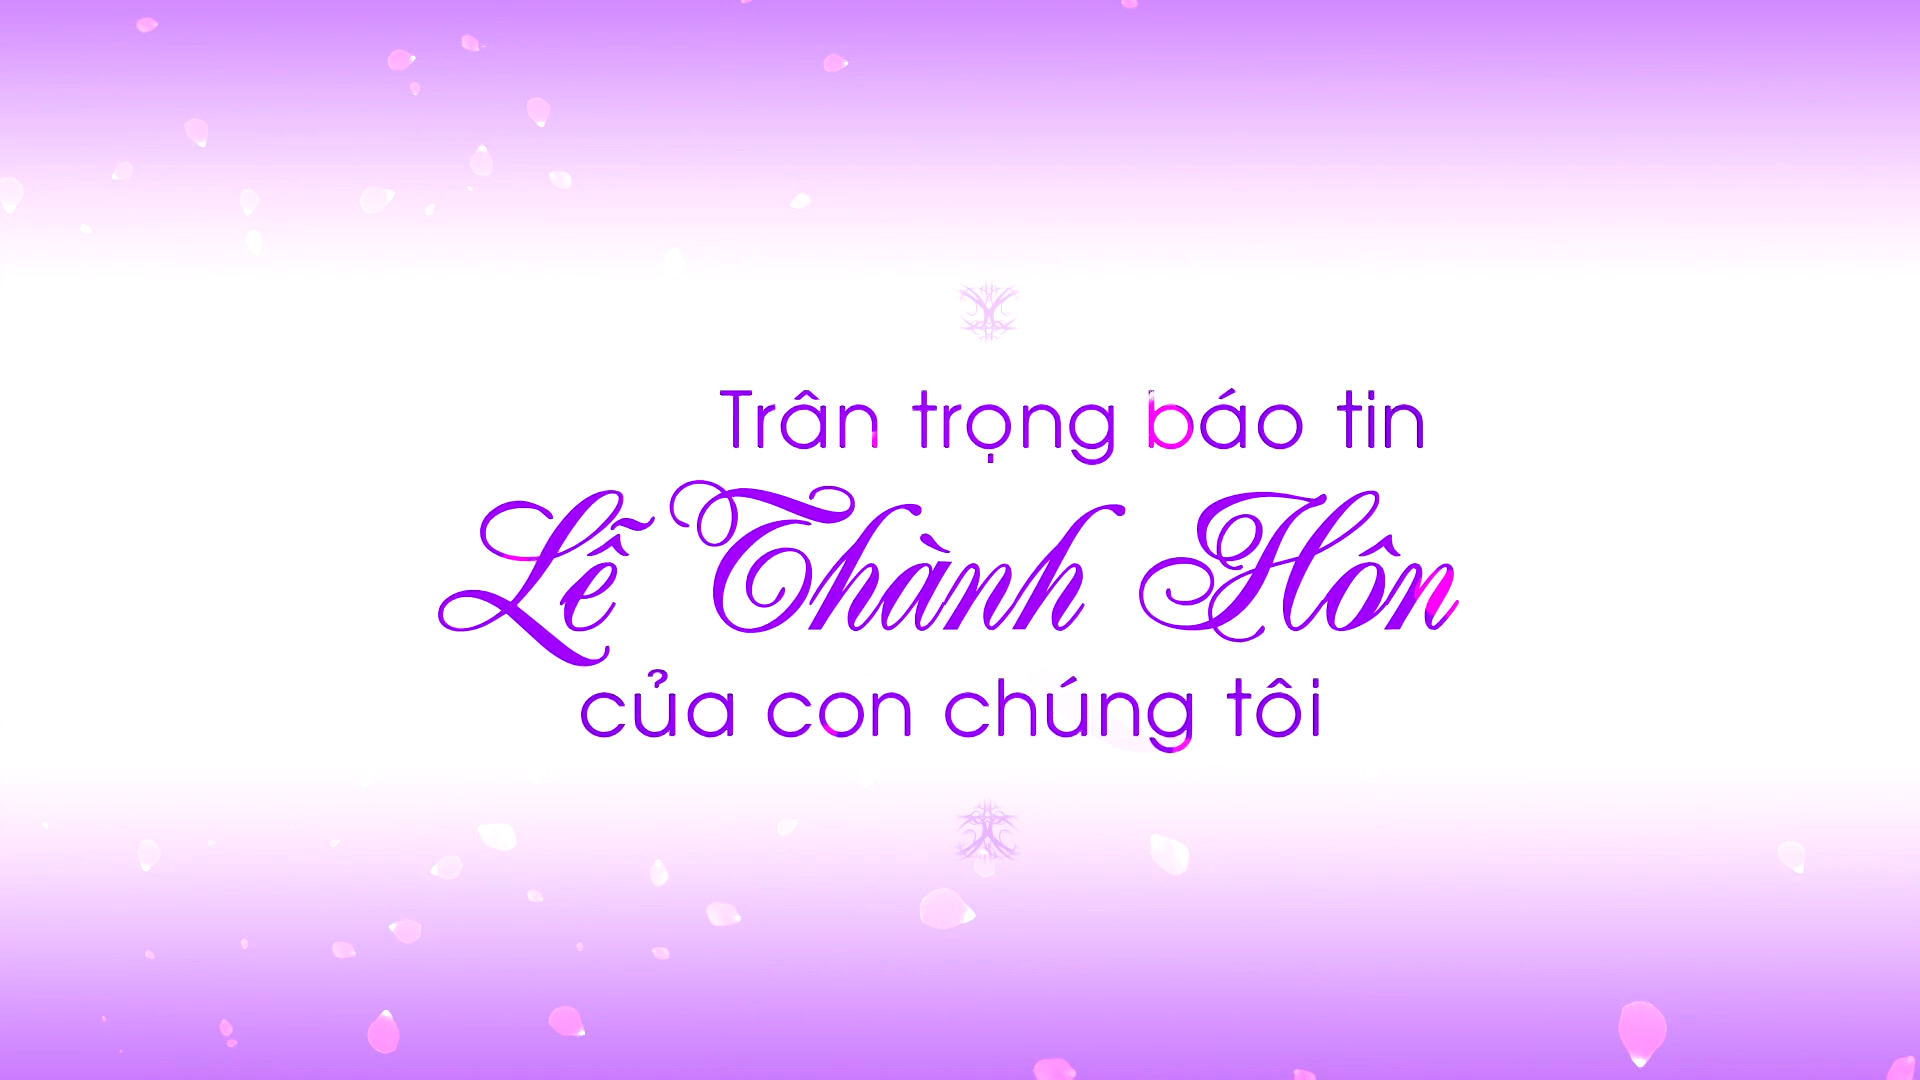 Trân trọng báo tin
Lễ Thành Hôn
của con chúng tôi